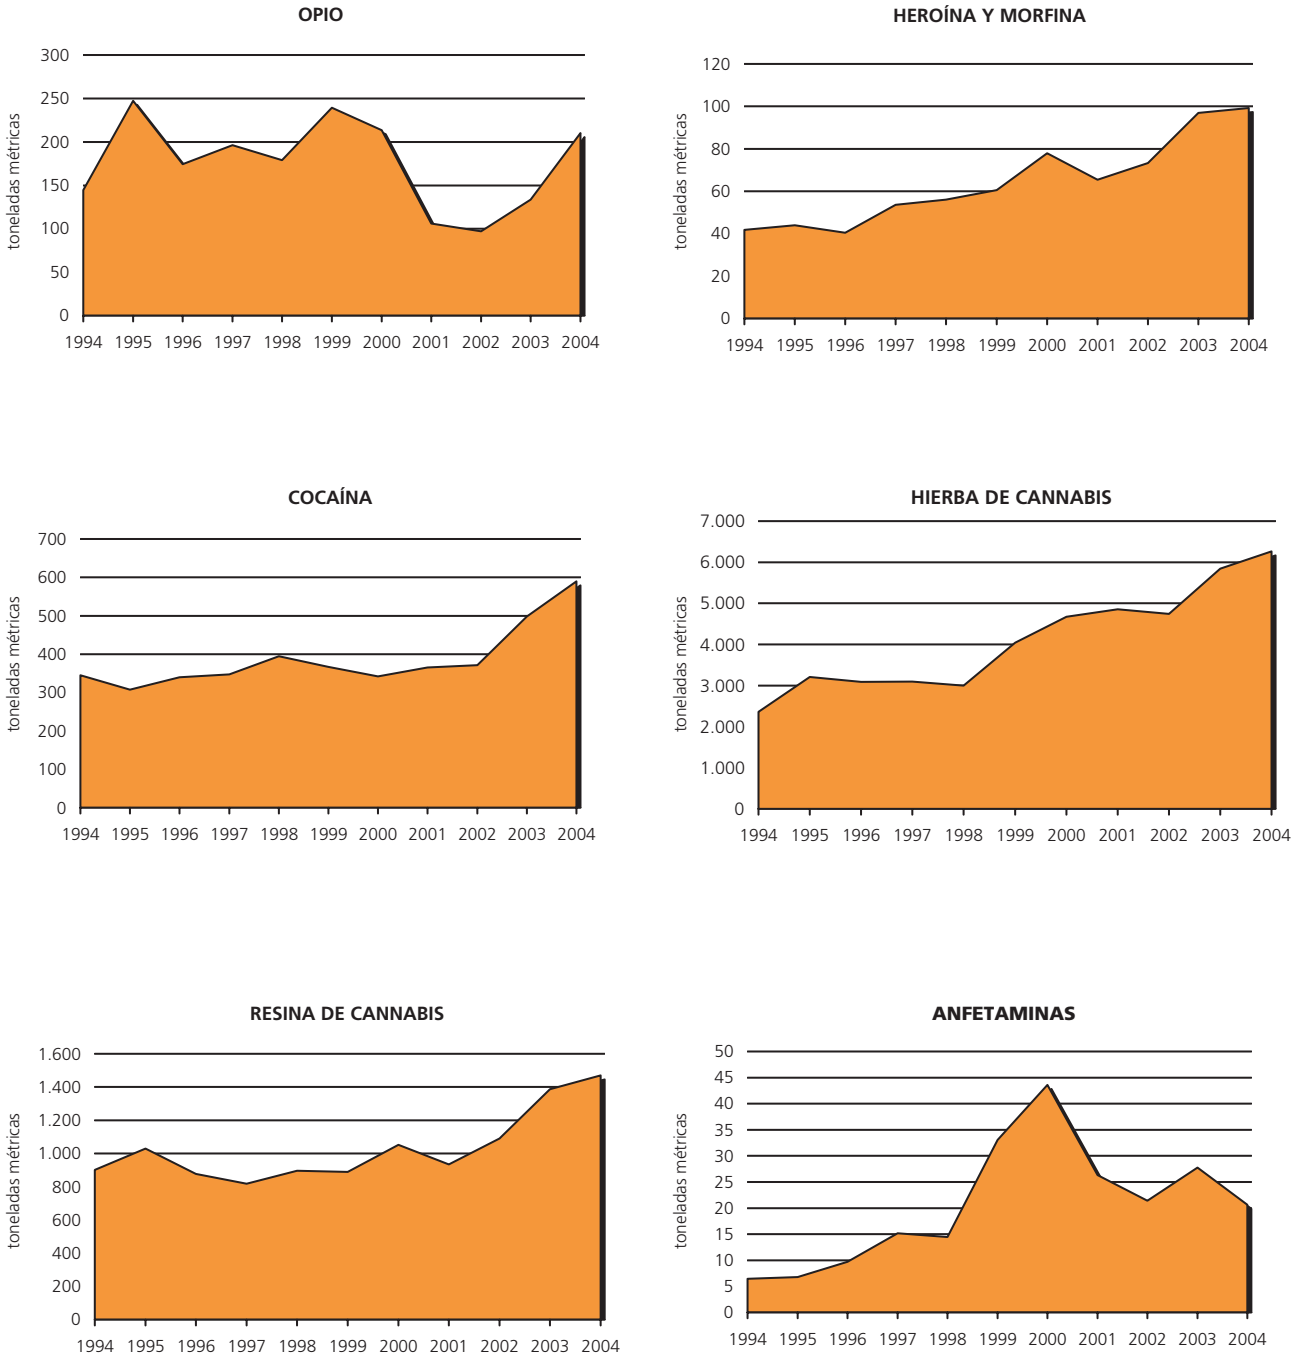 OPIO
toneladas métricas
300
250
200
150
100
50
0
1994 1995 1996 1997 1998 1999 2000 2001 2002 2003 2004
HEROÍNA Y MORFINA
toneladas métricas
120
100
80
60
40
20
0
1994 1995 1996 1997 1998 1999 2000 2001 2002 2003 2004
COCAÍNA
toneladas métricas
700
600
500
400
300
200
100
0
1994 1995 1996 1997 1998 1999 2000 2001 2002 2003 2004
HIERBA DE CANNABIS
toneladas métricas
7.000
6.000
5.000
4.000
3.000
2.000
1.000
0
1994 1995 1996 1997 1998 1999 2000 2001 2002 2003 2004
RESINA DE CANNABIS
toneladas métricas
1.600
1.400
1.200
1.000
800
600
400
200
0
1994 1995 1996 1997 1998 1999 2000 2001 2002 2003 2004
ANFETAMINAS
toneladas métricas
50
45
40
35
30
25
20
15
10
5
0
1994 1995 1996 1997 1998 1999 2000 2001 2002 2003 2004